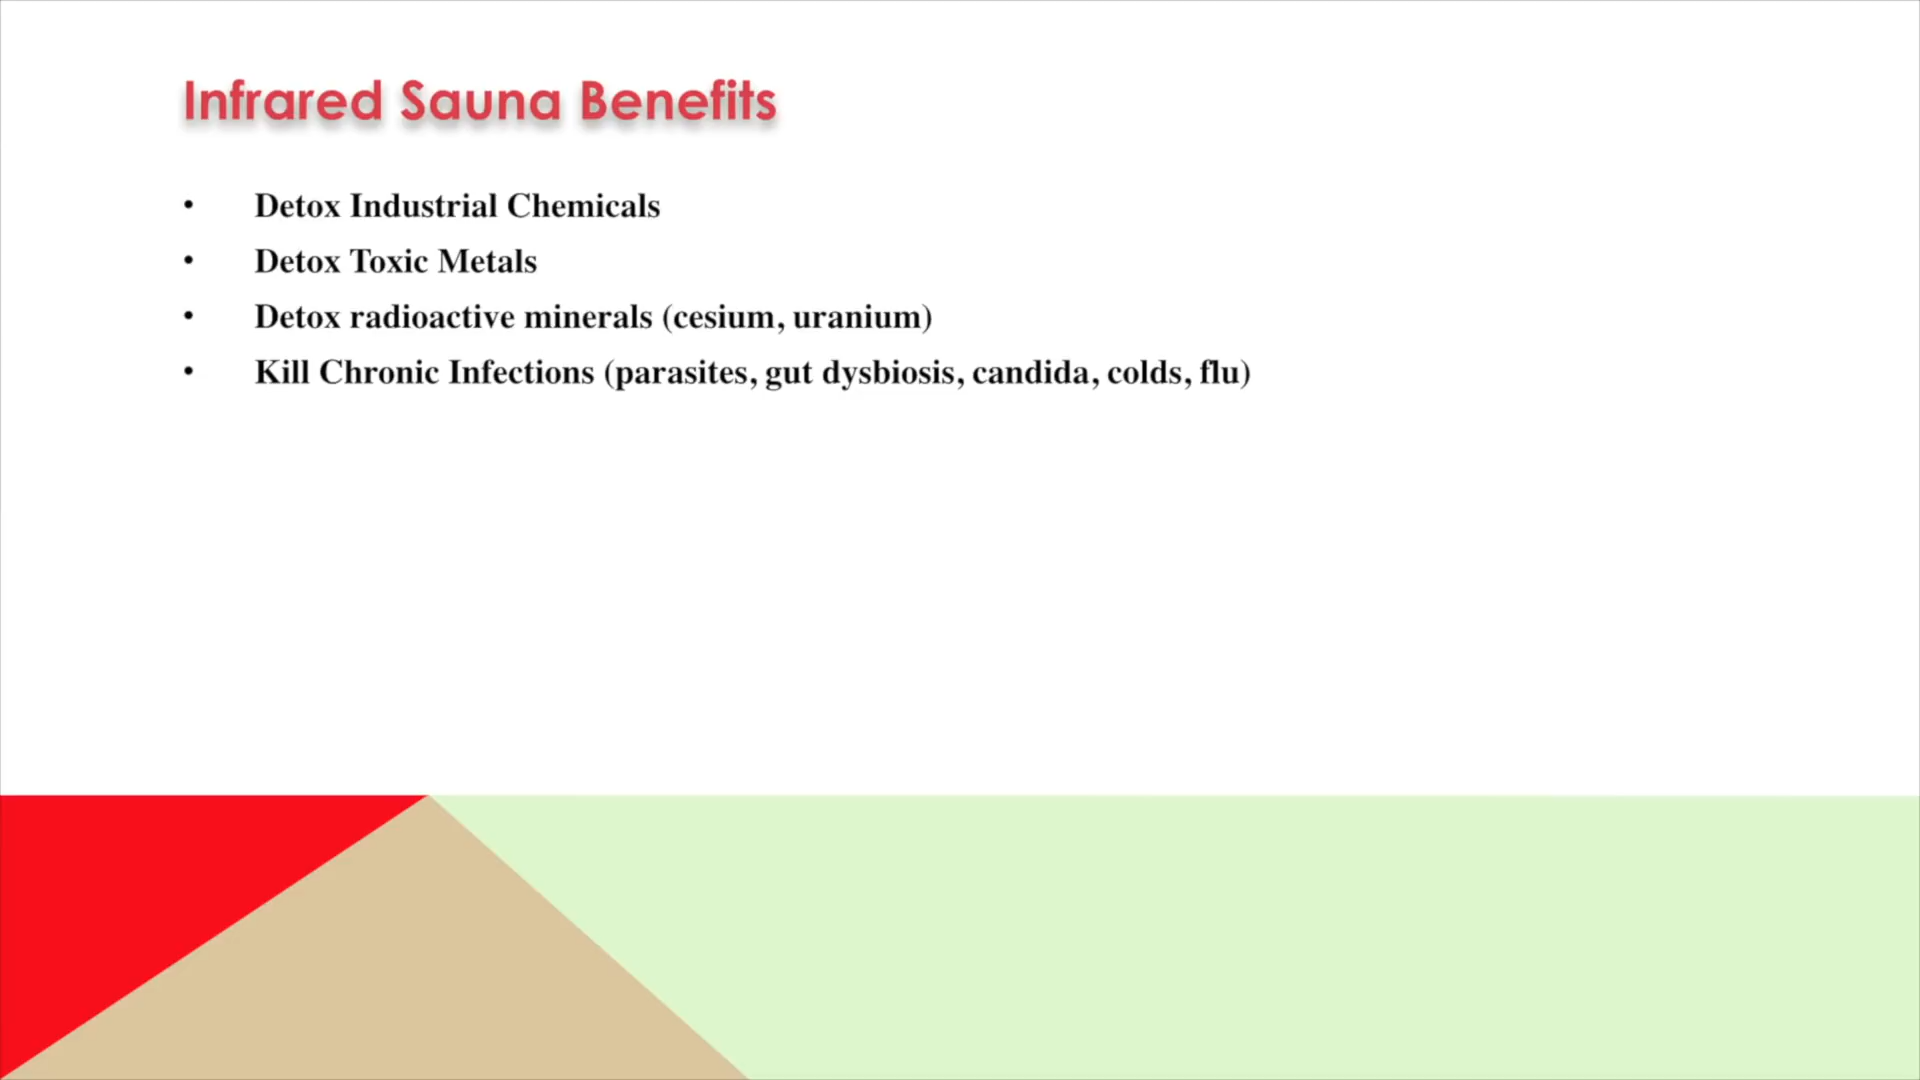 Infrared Sauna Benefits
• Detox Industrial Chemicals
• Detox Toxic Metals
• Detox radioactive minerals (cesium, uranium)
• Kill Chronic Infections (parasites, gut dysbiosis, candida, colds, flu)